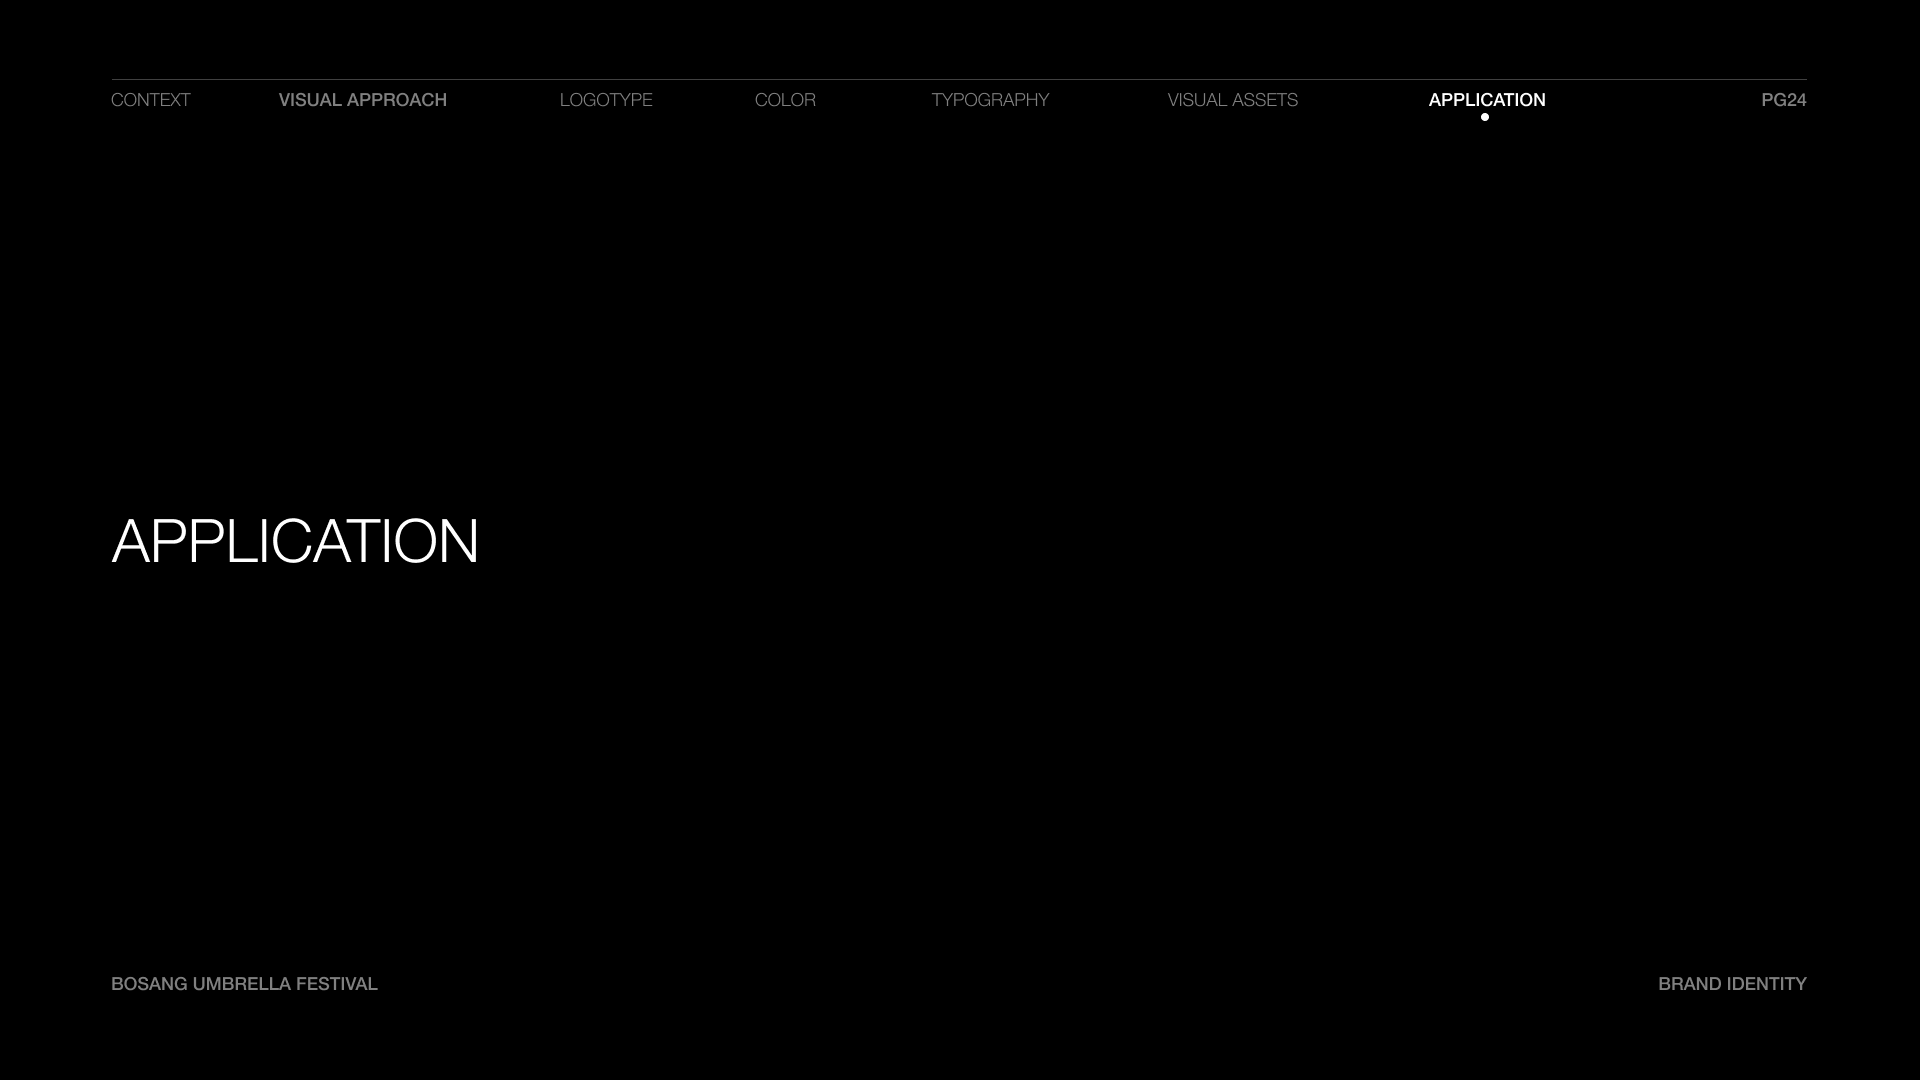 CONTEXT VISUAL APPROACH LOGOTYPE COLOR TYPOGRAPHY VISUAL ASSETS APPLICATION PG24
APPLICATION
BOSANG UMBRELLA FESTIVAL BRAND IDENTITY